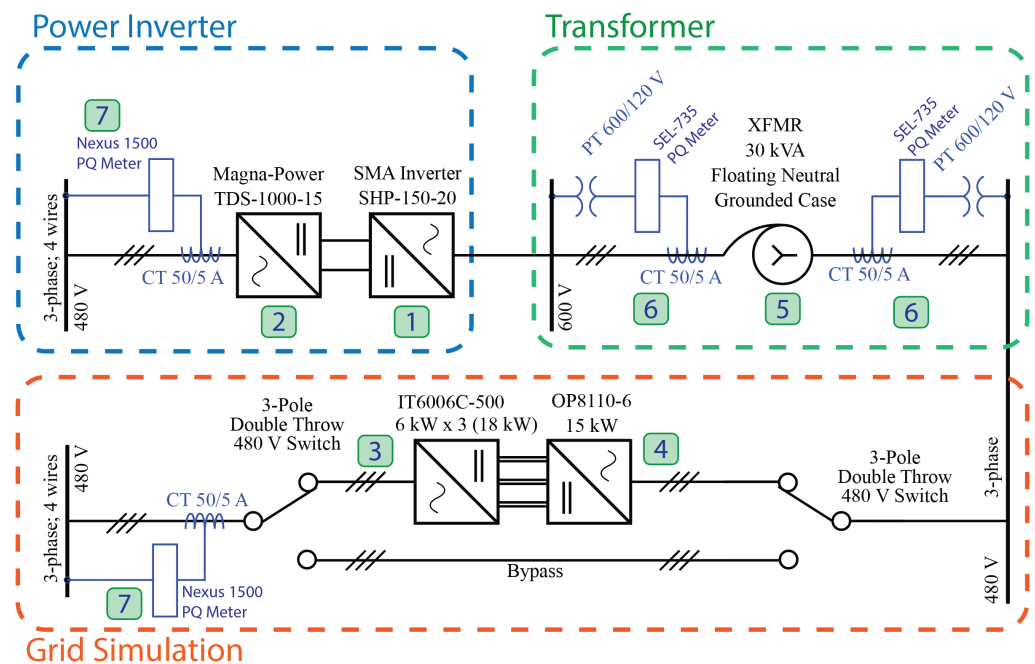 Power Inverter
Transformer
7
Nexus 1500
PQ Meter
Magna-Power
TDS-1000-15
SMA Inverter
SHP-150-20
3-phase; 4 wires
480 V
CT 50/5 A
2
1
PT 600/120 V
SEL-735
PQ Meter
XFMR
30 kVA
Floating Neutral
Grounded Case
SEL-735
PQ Meter
PT 600/120 V
600 V
CT 50/5 A
CT 50/5 A
6
5
6
3-Pole
Double Throw
480 V Switch
3
IT6006C-500
6 kW x 3 (18 kW)
OP8110-6
15 kW
4
3-Pole
Double Throw
480 V Switch
3-phase
480 V
480 V
3-phase; 4 wires
CT 50/5 A
Bypass
7
Nexus 1500
PQ Meter
Grid Simulation